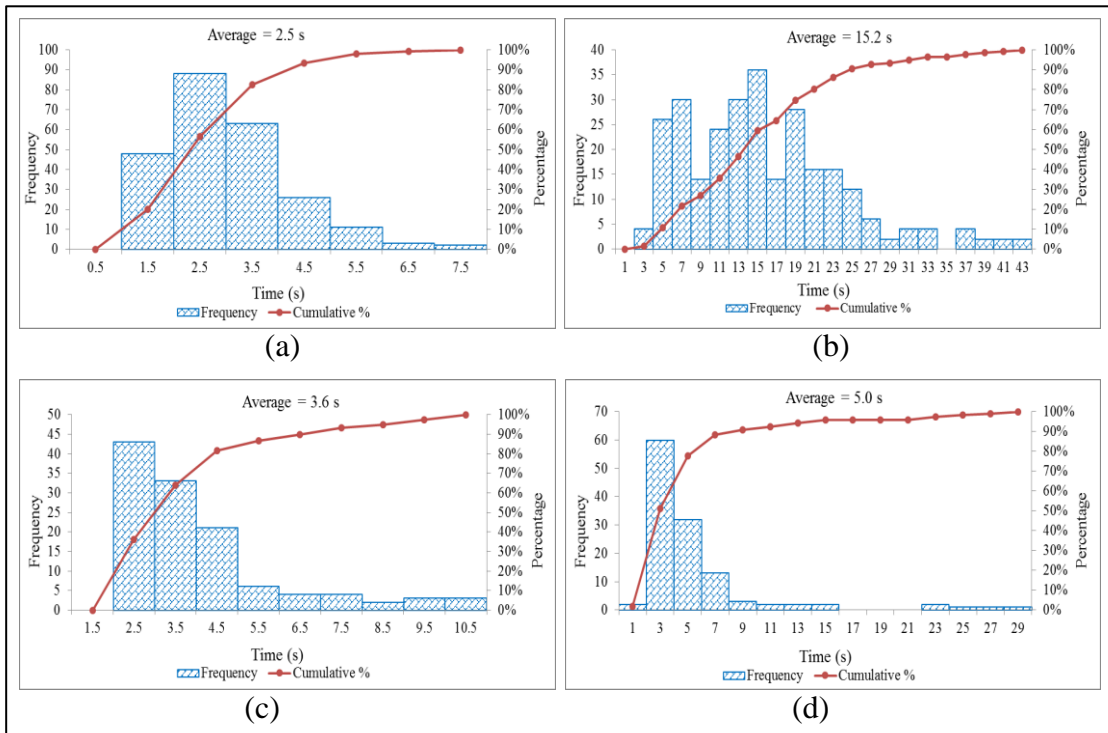 Average = 2.5 s
100
90
80
70
60
50
40
30
20
10
0
Frequency
100%
90%
80%
70%
60%
50%
40%
30%
20%
10%
0%
Percentage
0.5 1.5 2.5 3.5 4.5 5.5 6.5 7.5
Time (s)
Frequency Cumulative %
(a)
Average = 15.2 s
40
35
30
25
20
15
10
5
0
Frequency
100%
90%
80%
70%
60%
50%
40%
30%
20%
10%
0%
Percentage
1 3 5 7 9 11 13 15 17 19 21 23 25 27 29 31 33 35 37 39 41 43
Time (s)
Frequency Cumulative %
(b)
Average = 3.6 s
50
45
40
35
30
25
20
15
10
5
0
Frequency
100%
90%
80%
70%
60%
50%
40%
30%
20%
10%
0%
Percentage
1.5 2.5 3.5 4.5 5.5 6.5 7.5 8.5 9.5 10.5
Time (s)
Frequency Cumulative %
(c)
Average = 5.0 s
70
60
50
40
30
20
10
0
Frequency
100%
90%
80%
70%
60%
50%
40%
30%
20%
10%
0%
Percentage
1 3 5 7 9 11 13 15 17 19 21 23 25 27 29
Time (s)
Frequency Cumulative %
(d)